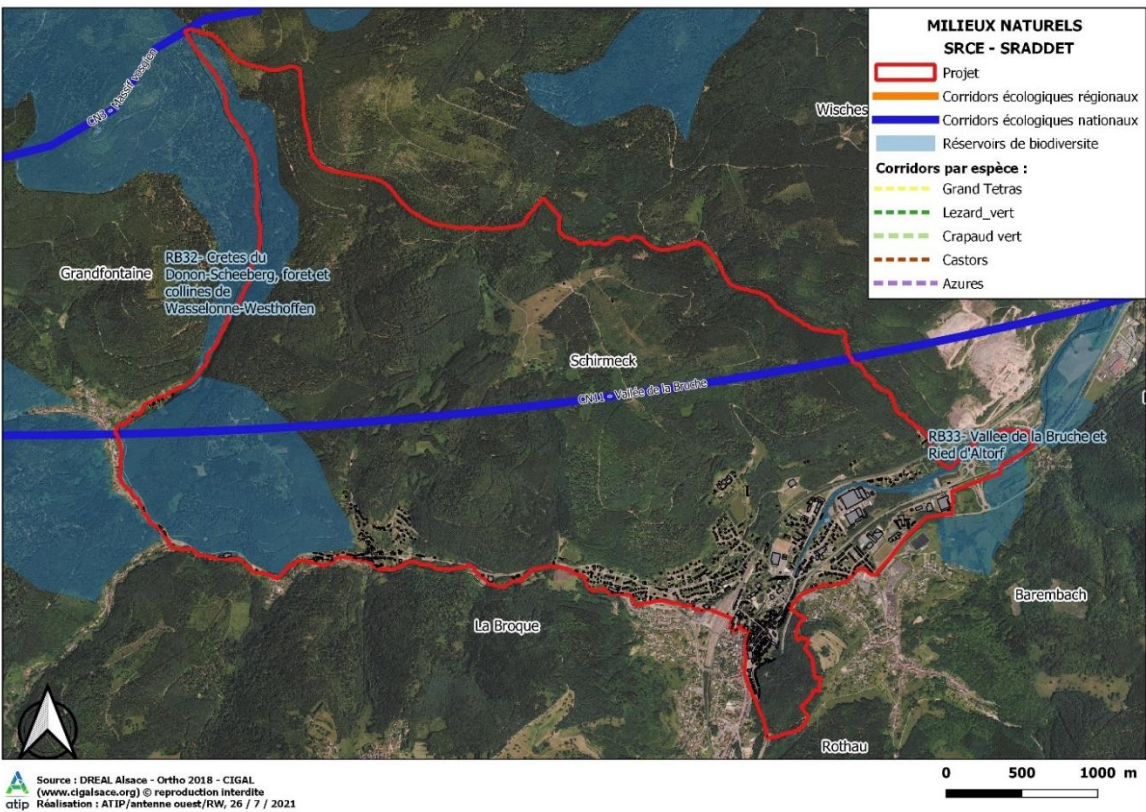 MILIEUX NATURELS
SRCE - SRADDET
Projet
Corridors écologiques régionaux
Corridors écologiques nationaux
Réservoirs de biodiversite
Corridors par espèce :
Grand Tetras
Lezard_vert
Crapaud vert
Castors
Azures
Massif vosgien
Wisches
Grandfontaine
RB32- Cretes du
Donon-Scheeberg, foret et
collines de
Wasselonne-Westhoffen
Schirmeck
CN11 - Vallée de la Bruche
RB33- Vallee de la Bruche et
Ried d'Altorf
Barembach
La Broque
Rothau
atip
Source : DREAL Alsace - Ortho 2018 - CIGAL
(www.cigalsace.org) © reproduction interdite
Réalisation : ATIP/antenne ouest/RW, 26 / 7 / 2021
0 500 1000 m